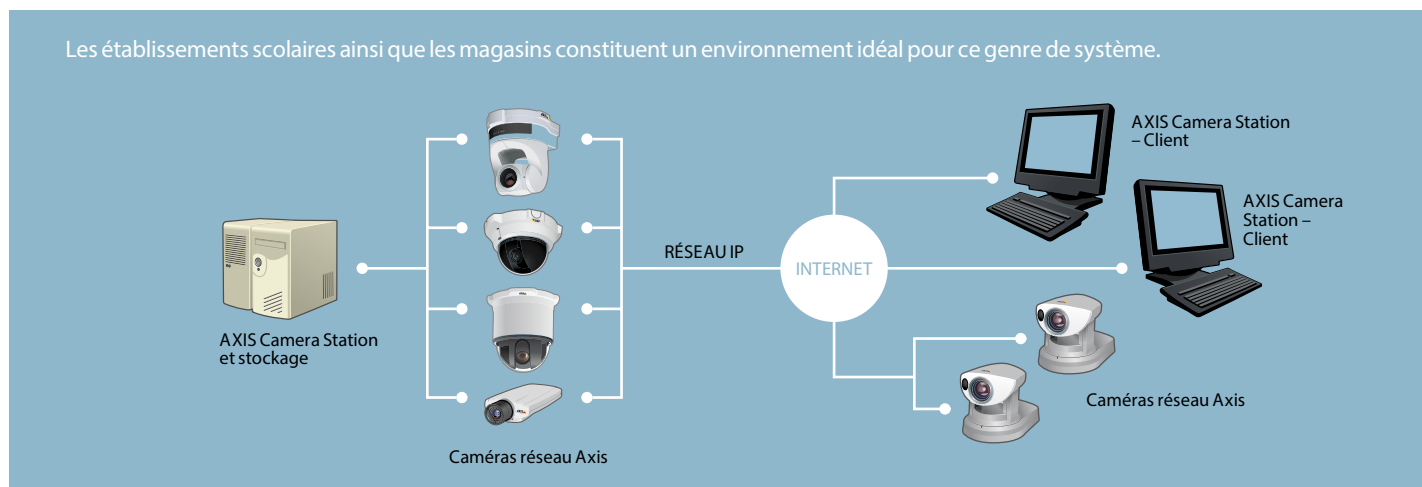 Les établissements scolaires ainsi que les magasins constituent un environnement idéal pour ce genre de système.
AXIS Camera Station
et stockage
Caméras réseau Axis
RÉSEAU IP
INTERNET
AXIS Camera Station
– Client
AXIS Camera
Station –
Client
Caméras réseau Axis